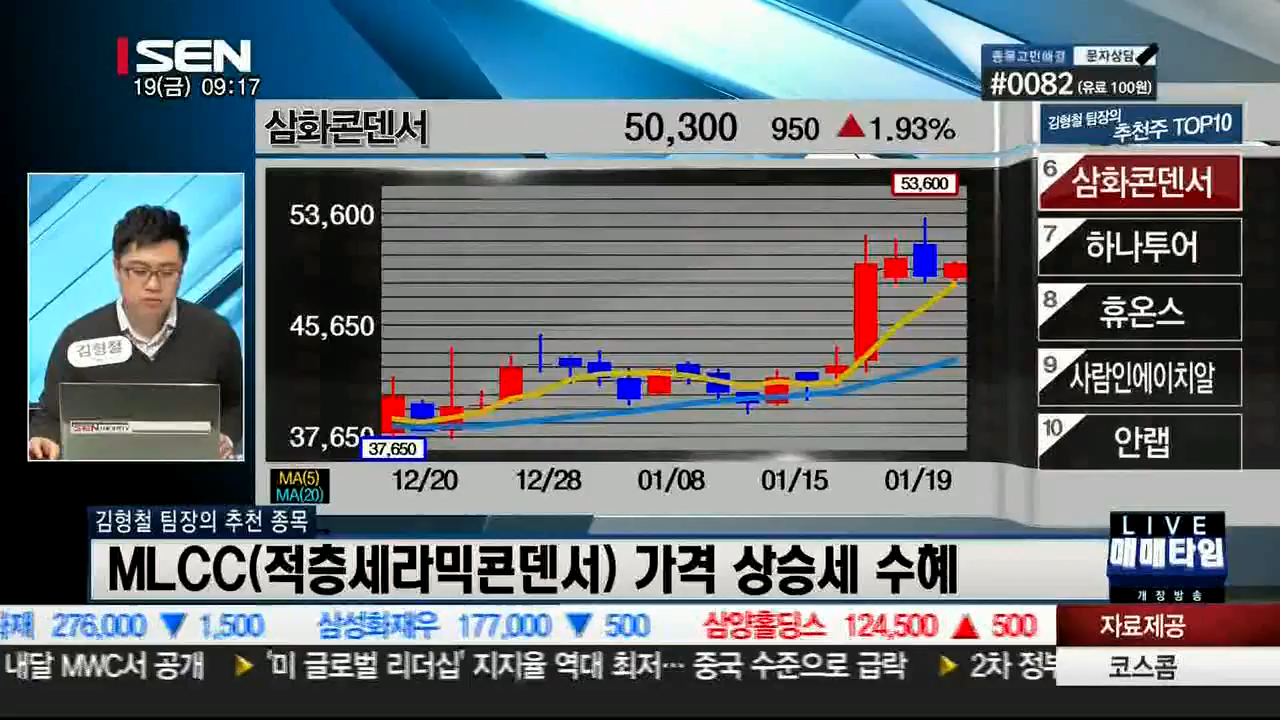 SEN
19(금) 09:17
종목고민해결 문자상담
#0082 (유료 100원)
삼화콘덴서 50,300 950 ▲1.93%
김형철 팀장의
추천주 TOP10
6 삼화콘덴서
7 하나투어
8 휴온스
9 사람인에이치알
10 안랩
53,600
53,600
45,650
37,650
37,650
12/20 12/28 01/08 01/15 01/19
MA(5)
MA(20)
김형철
SEN
김형철 팀장의 추천 종목
MLCC(적층세라믹콘덴서) 가격 상승세 수혜
LIVE
매매타임
개장방송
화재 276,000 ▼ 1,500 삼성화재우 177,000 ▼ 500 삼양홀딩스 124,500 ▲ 500
자료제공
내달 MWC서 공개 ▶ '미 글로벌 리더십' 지지율 역대 최저… 중국 수준으로 급락 ▶ 2차 정부
코스콤